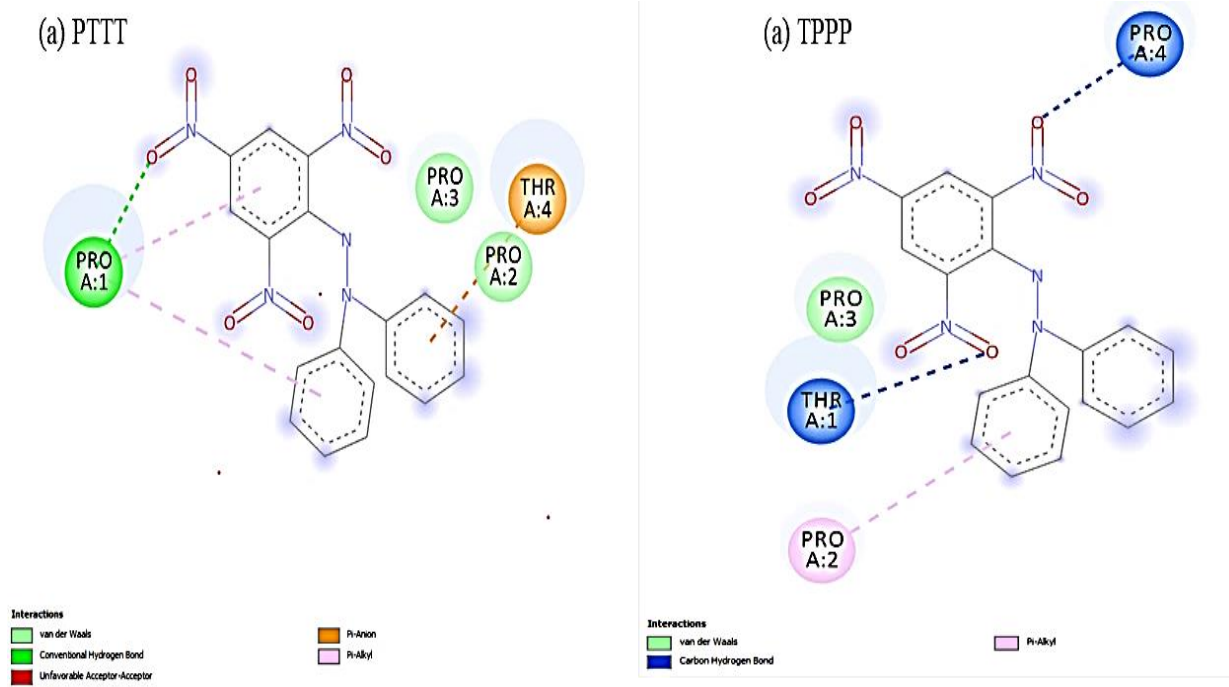 (a) PTTT
O
O
N
N
O
O
PRO
A:3
THR
A:4
PRO
A:1
PRO
A:2
N
N
N
O
O
Interactions
van der Waals
Conventional Hydrogen Bond
Unfavorable Acceptor-Acceptor
Pi-Anion
Pi-Alkyl
(a) TPPP
PRO
A:4
O
O
N
N
O
O
PRO
A:3
N
N
N
O
O
THR
A:1
PRO
A:2
Interactions
van der Waals
Carbon Hydrogen Bond
Pi-Alkyl